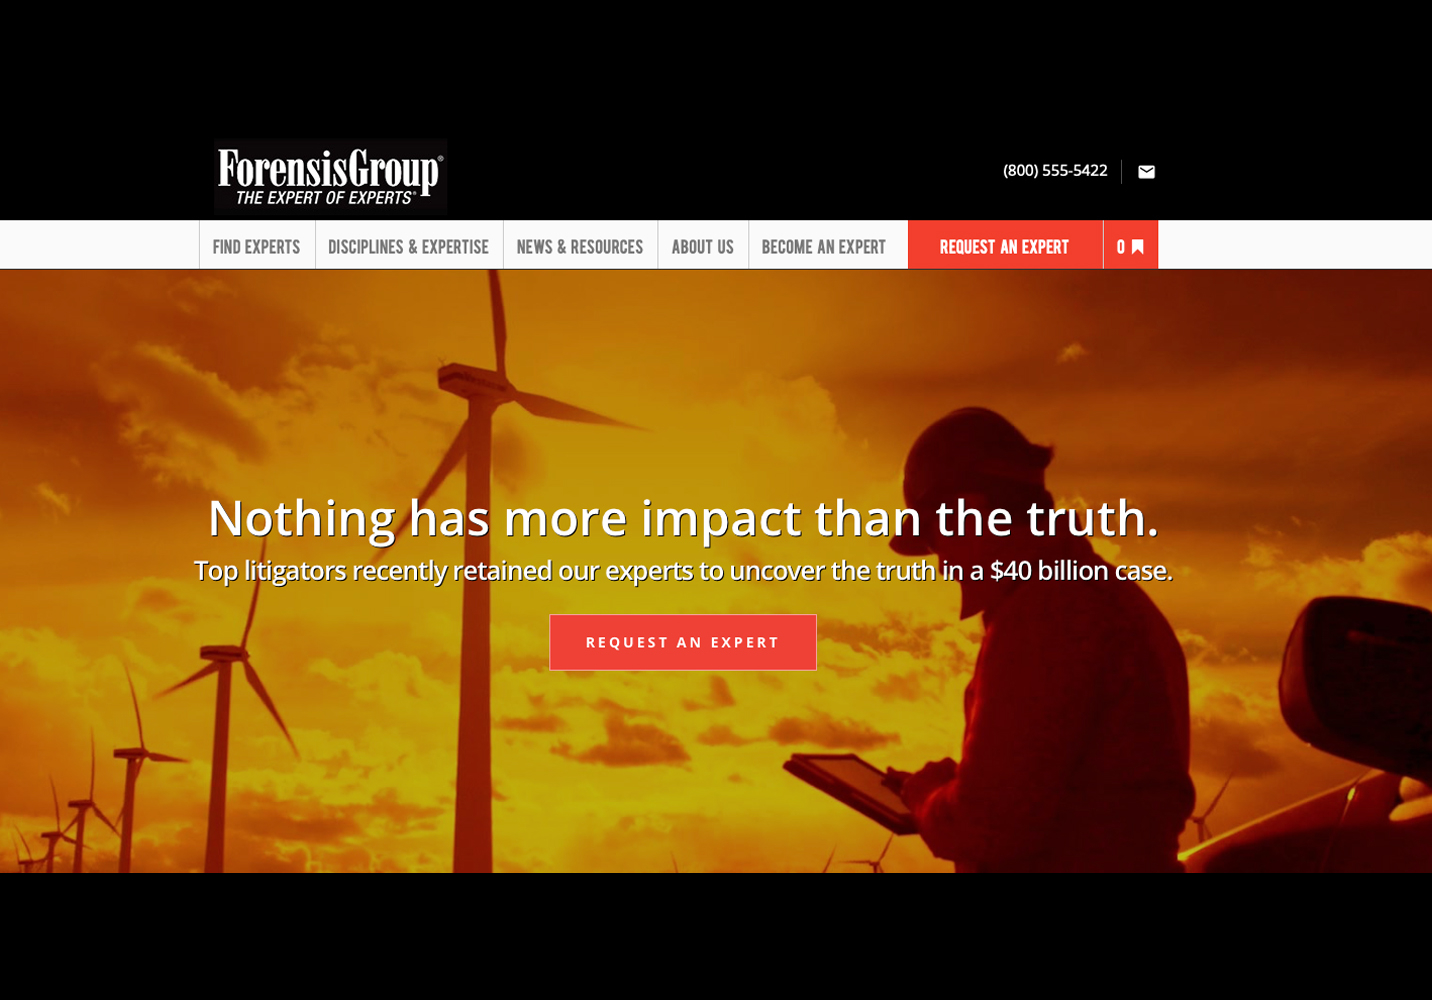 ForensisGroup®
THE EXPERT OF EXPERTS®
(800) 555-5422
FIND EXPERTS
DISCIPLINES & EXPERTISE
NEWS & RESOURCES
ABOUT US
BECOME AN EXPERT
REQUEST AN EXPERT
0
Nothing has more impact than the truth.
Top litigators recently retained our experts to uncover the truth in a $40 billion case.
REQUEST AN EXPERT